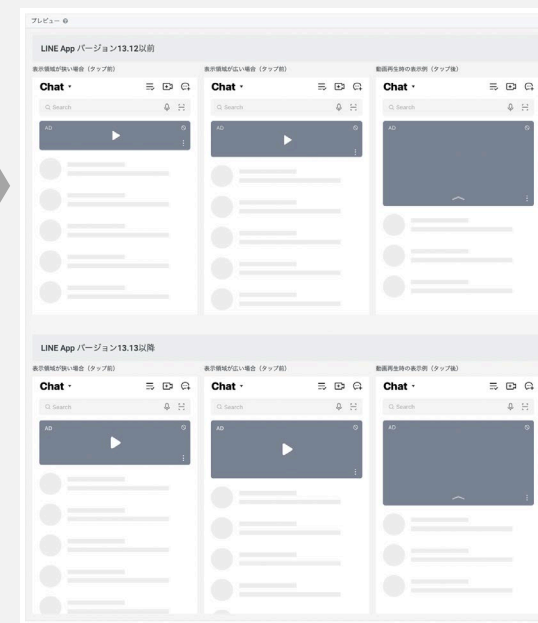 プレビュー
LINE App バージョン13.12以前
表示領域が狭い場合（タップ前） 表示領域が広い場合（タップ前） 動画再生時の表示例（タップ後）
Chat Chat Chat
Search Search Search
AD AD AD
LINE App バージョン13.13以降
表示領域が狭い場合（タップ前） 表示領域が広い場合（タップ前） 動画再生時の表示例（タップ後）
Chat Chat Chat
Search Search Search
AD AD AD